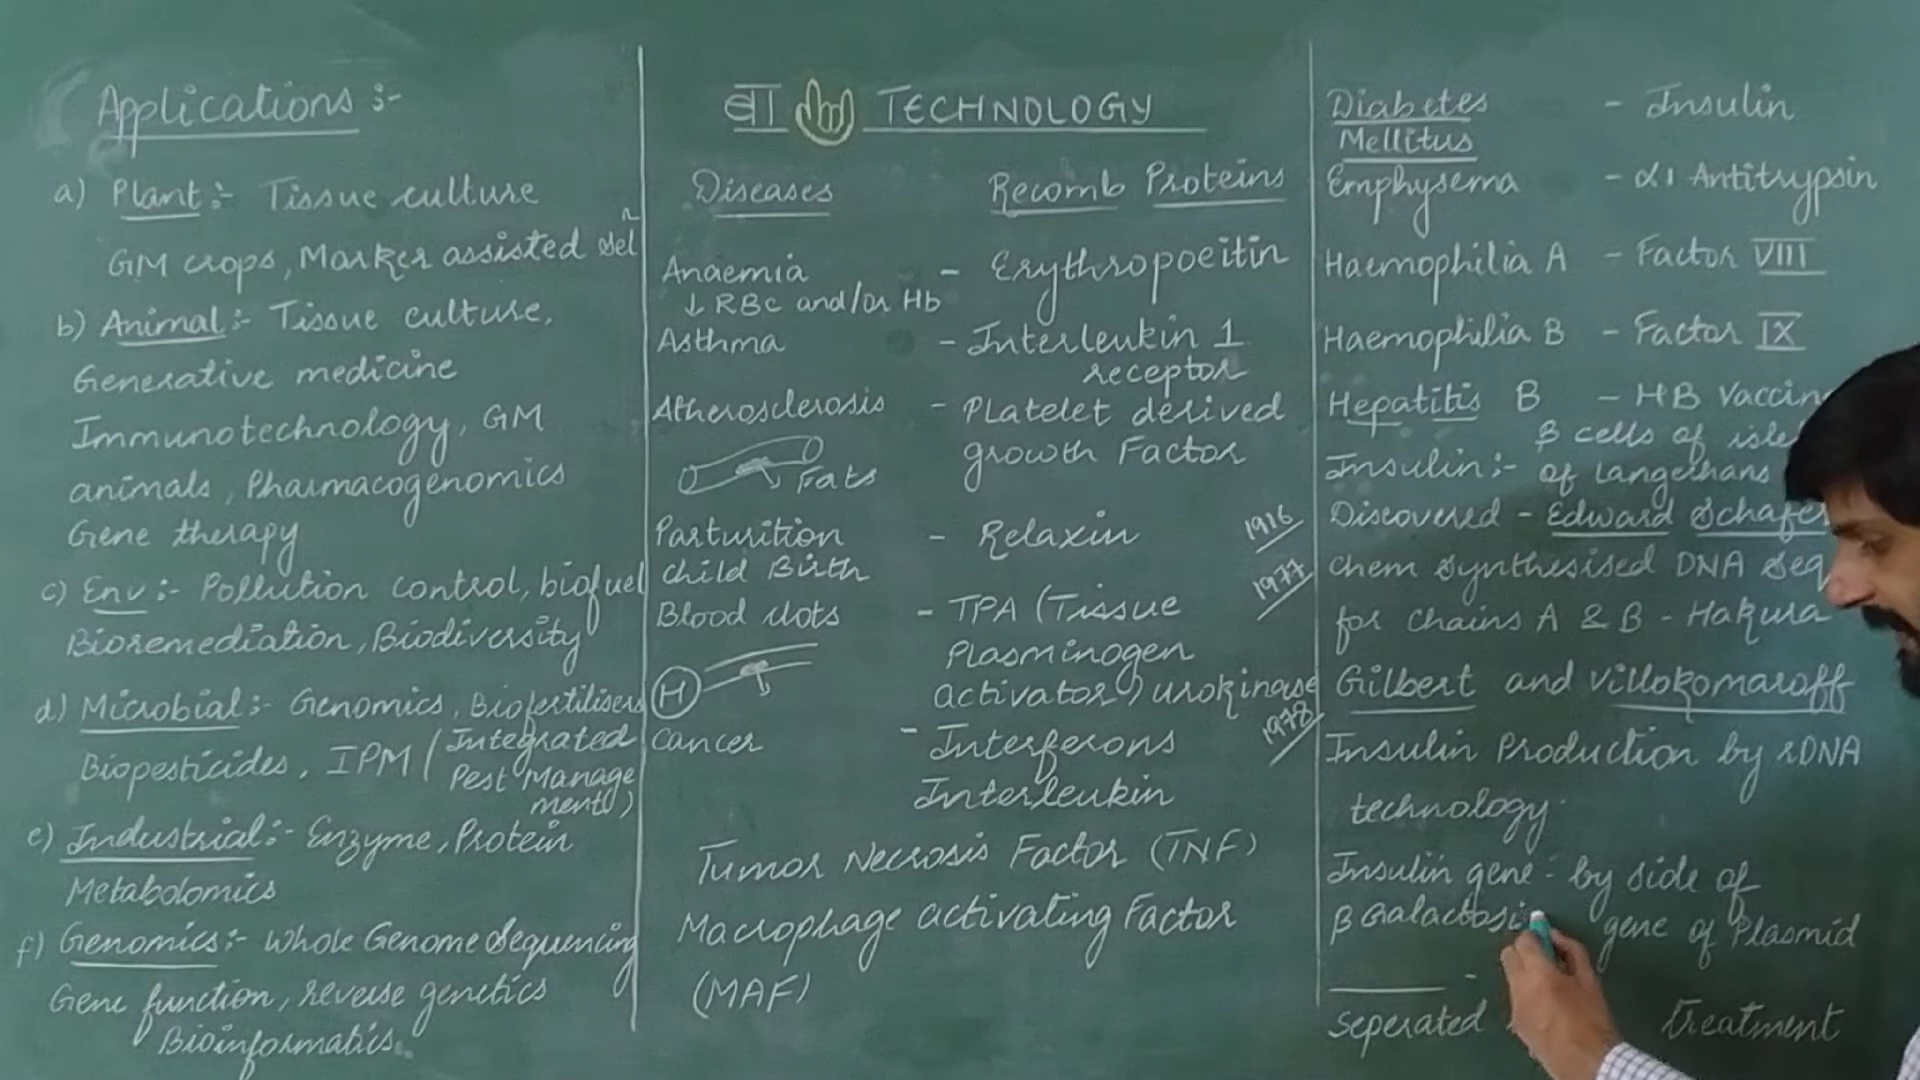 Applications :-
a) Plant :- Tissue culture
GM crops, Marker assisted sel^n
b) Animal :- Tissue culture,
Generative medicine
Immunotechnology, GM
animals, Pharmacogenomics
Gene therapy
c) Env :- Pollution control, biofuel
Bioremediation, Biodiversity
d) Microbial :- Genomics, Biofertilisers
Biopesticides, IPM (Integrated
Pest Manage
ment)
e) Industrial :- Enzyme, Protein
Metabolomics
f) Genomics :- Whole Genome Sequencing
Gene function, reverse genetics
Bioinformatics.
बा TECHNOLOGY
Diseases Recomb Proteins
Anaemia - Erythropoeitin
↓ RBC and/or Hb
Asthma - Interleukin 1
receptor
Atherosclerosis - Platelet derived
growth Factor
Fats
Parturition - Relaxin
Child Birth
Blood clots - TPA (Tissue
Plasminogen
activator) urokinase
H
Cancer - Interferons
Interleukin
Tumor Necrosis Factor (TNF)
Macrophage activating Factor
(MAF)
Diabetes - Insulin
Mellitus
Emphysema - α1 Antitrypsin
Haemophilia A - Factor VIII
Haemophilia B - Factor IX
Hepatitis B - HB Vaccin
β cells of isle
Insulin :- of Langerhans
1916 Discovered - Edward Schafer
1977 Chem synthesised DNA Seq
for chains A & B - Hakura
Gilbert and Villokomaroff
1978 Insulin Production by rDNA
technology.
Insulin gene - by side of
β Galactosi gene of Plasmid
Seperated Treatment